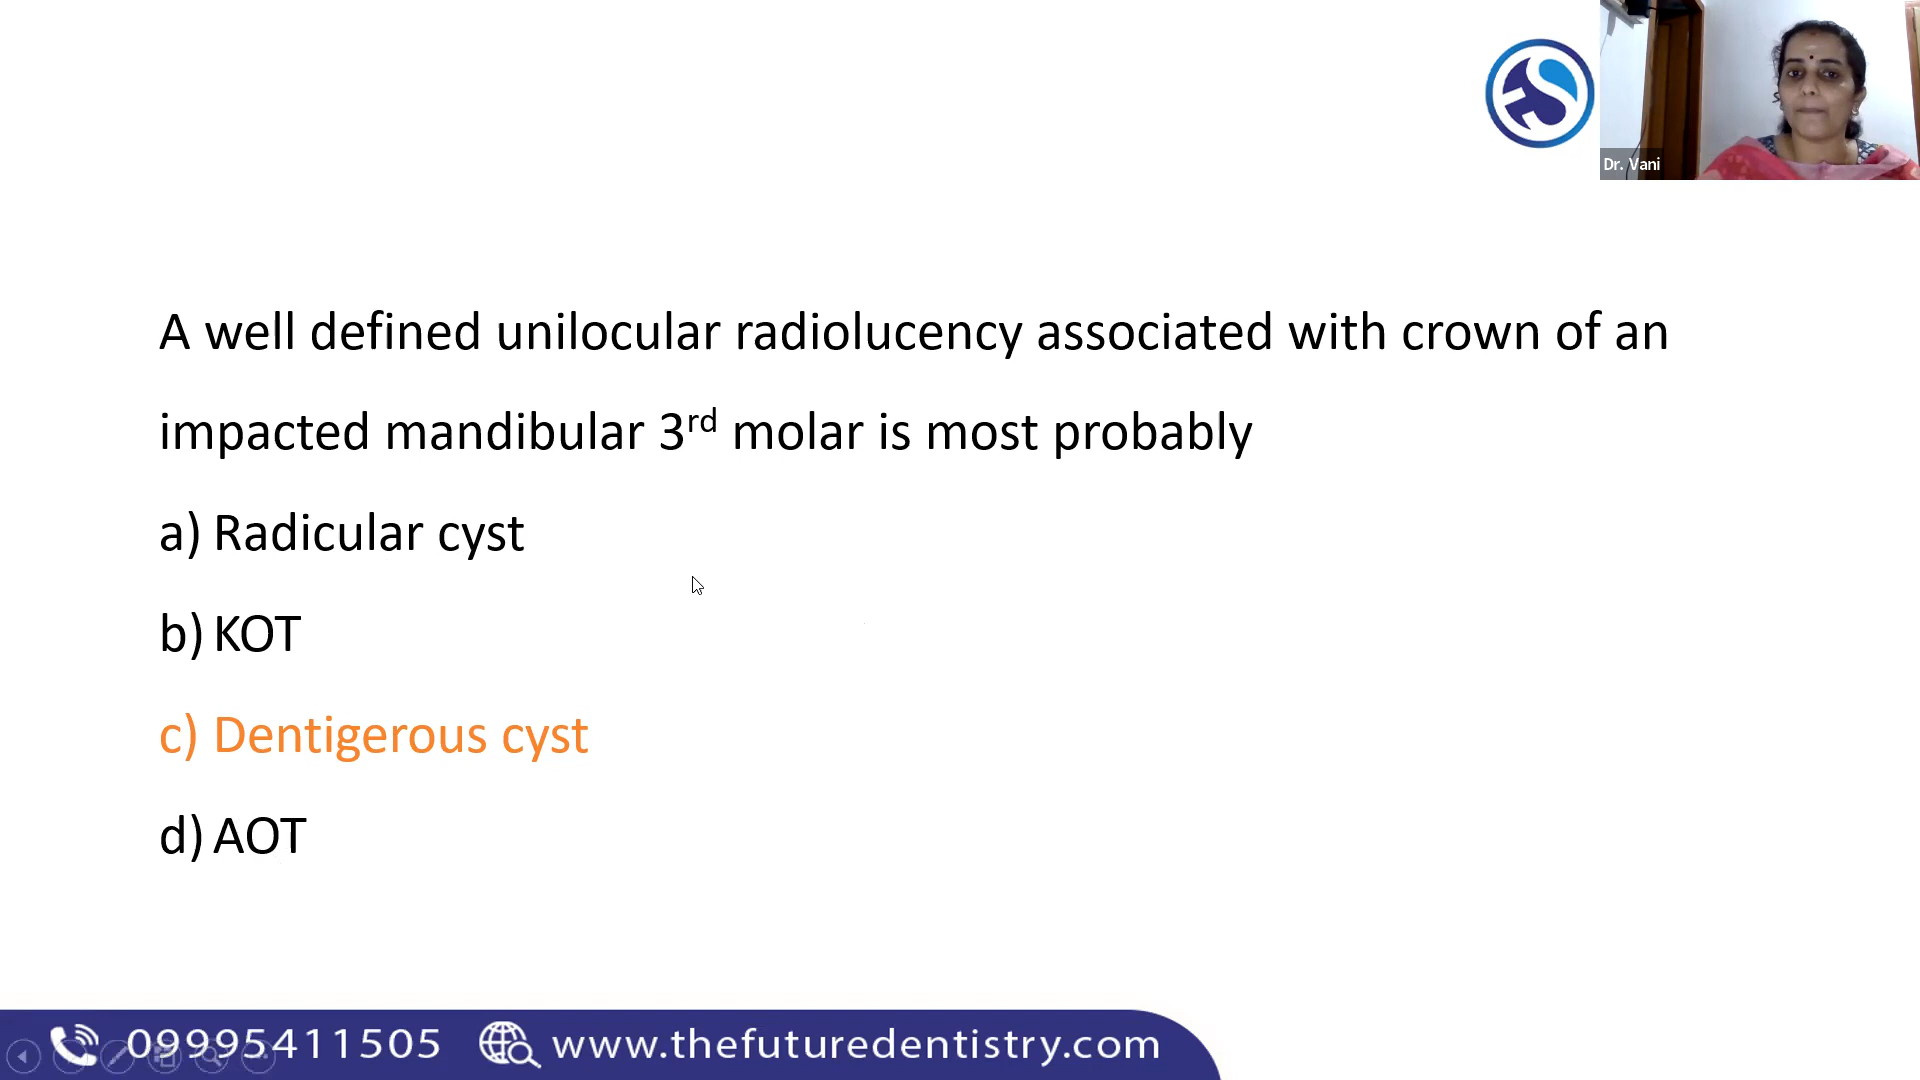 Dr. Vani
A well defined unilocular radiolucency associated with crown of an
impacted mandibular 3rd molar is most probably
a) Radicular cyst
b) KOT
c) Dentigerous cyst
d) AOT
09995411505 www.thefuturedentistry.com